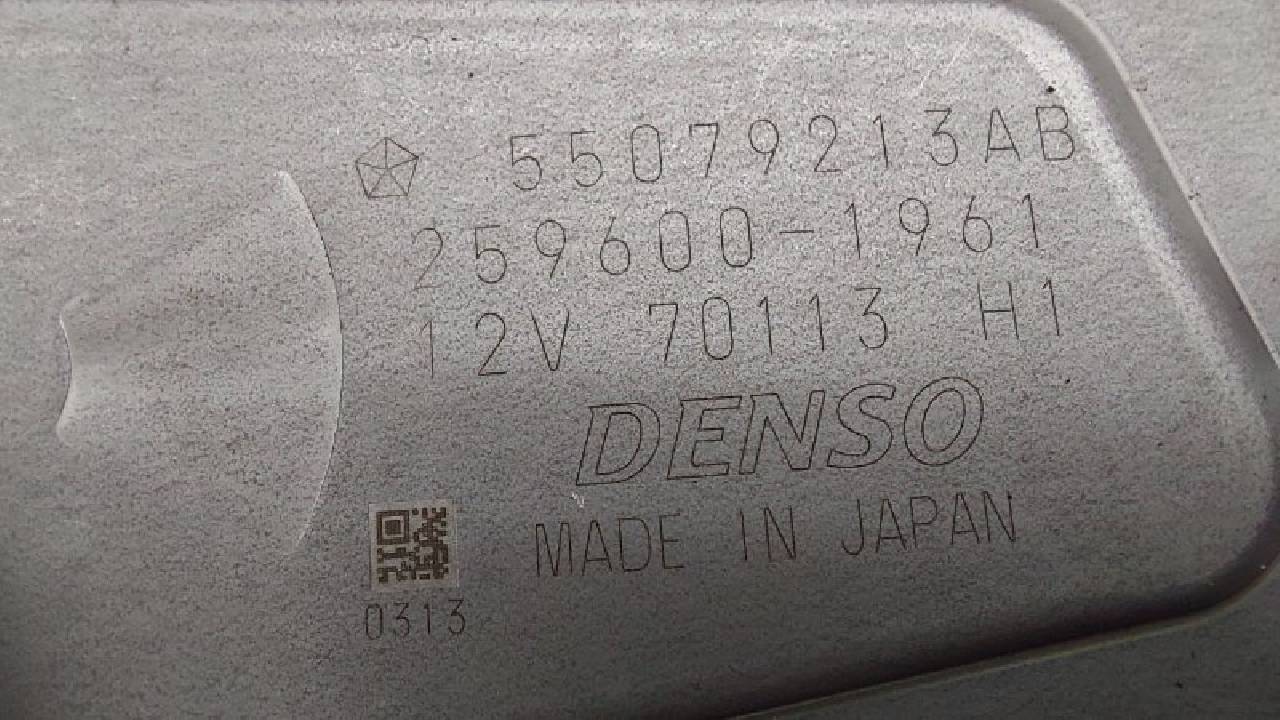 55079213AB
259600-1961
12V 70113 H1
DENSO
MADE IN JAPAN
0313